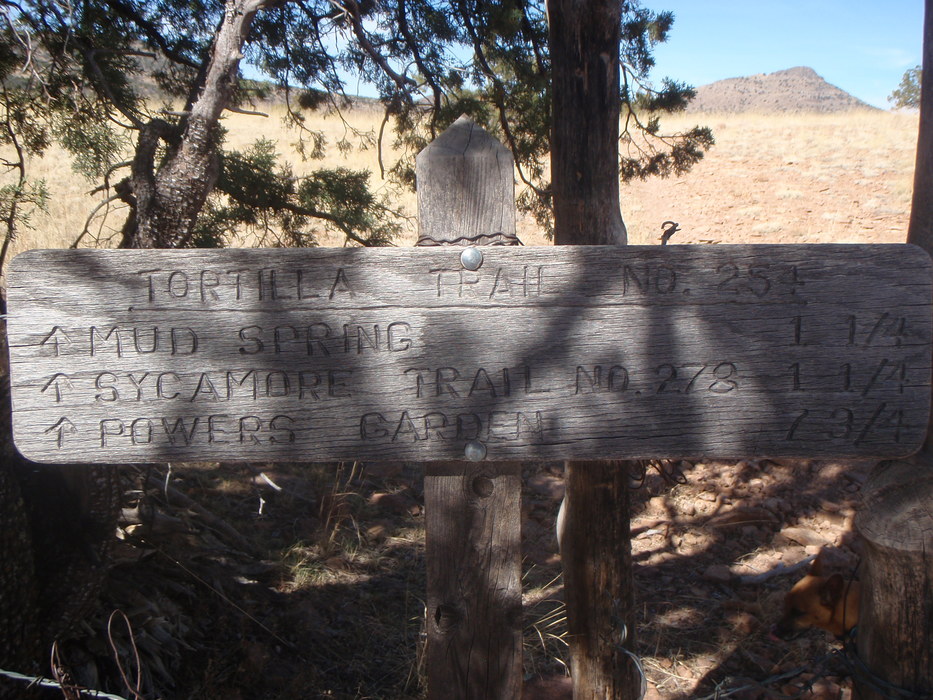 TORTILLA TRAIL NO. 254
↑ MUD SPRING 1 1/4
↑ SYCAMORE TRAIL NO. 278 1 1/4
↑ POWERS GARDEN 3/4